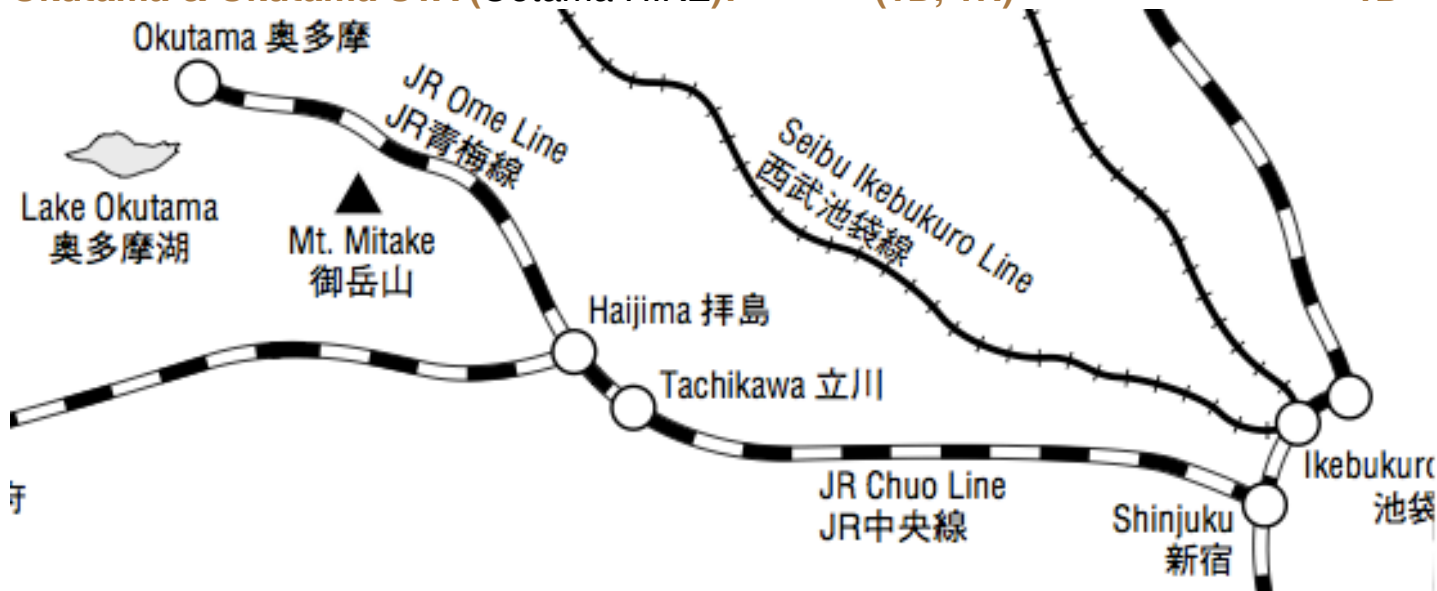 Okutama 奥多摩
JR Ome Line
JR青梅線
Seibu Ikebukuro Line
西武池袋線
Lake Okutama
奥多摩湖
Mt. Mitake
御岳山
Haijima 拝島
Tachikawa 立川
JR Chuo Line
JR中央線
Shinjuku
新宿
池袋